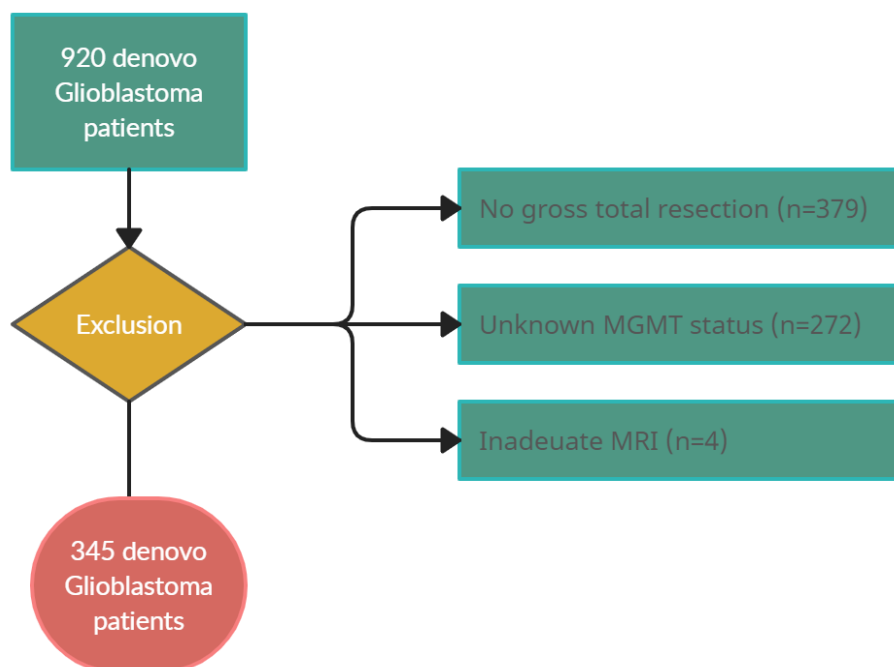 920 denovo
Glioblastoma
patients
No gross total resection (n=379)
Exclusion
Unknown MGMT status (n=272)
Inadeuate MRI (n=4)
345 denovo
Glioblastoma
patients